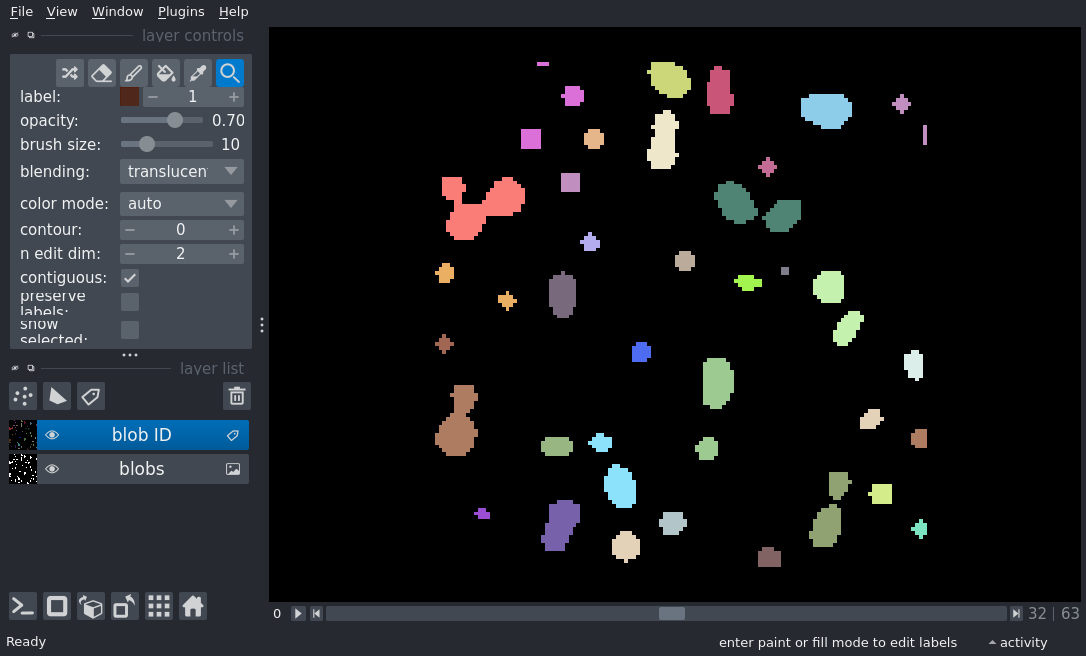 File View Window Plugins Help
layer controls
label: 1
opacity: 0.70
brush size: 10
blending: translucen
color mode: auto
contour: 0
n edit dim: 2
contiguous:
preserve
labels:
show
selected:
layer list
blob ID
blobs
0 32 | 63
Ready enter paint or fill mode to edit labels activity